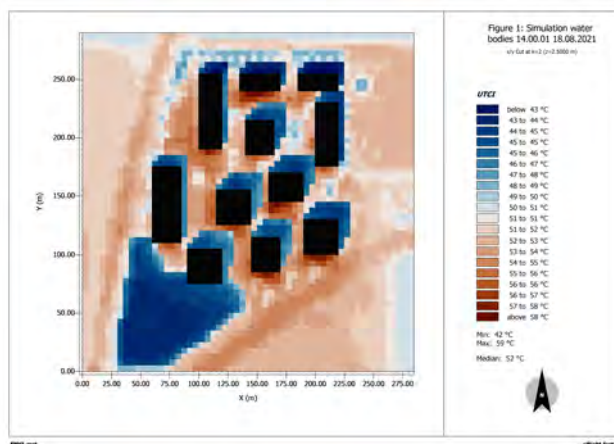 Figure 1: Simulation water
bodies 14.00.01 18.08.2021
x/y Cut at k=2 (z=2.5000 m)
UTCI
below 43 °C
43 to 44 °C
44 to 45 °C
45 to 45 °C
45 to 46 °C
46 to 47 °C
47 to 48 °C
48 to 49 °C
49 to 50 °C
50 to 51 °C
51 to 51 °C
51 to 52 °C
52 to 53 °C
53 to 54 °C
54 to 55 °C
55 to 56 °C
56 to 56 °C
56 to 57 °C
57 to 58 °C
above 58 °C
Min: 42 °C
Max: 59 °C
Median: 52 °C
N
Y (m)
250.00
200.00
150.00
100.00
50.00
0.00
0.00 25.00 50.00 75.00 100.00 125.00 150.00 175.00 200.00 225.00 250.00 275.00
X (m)